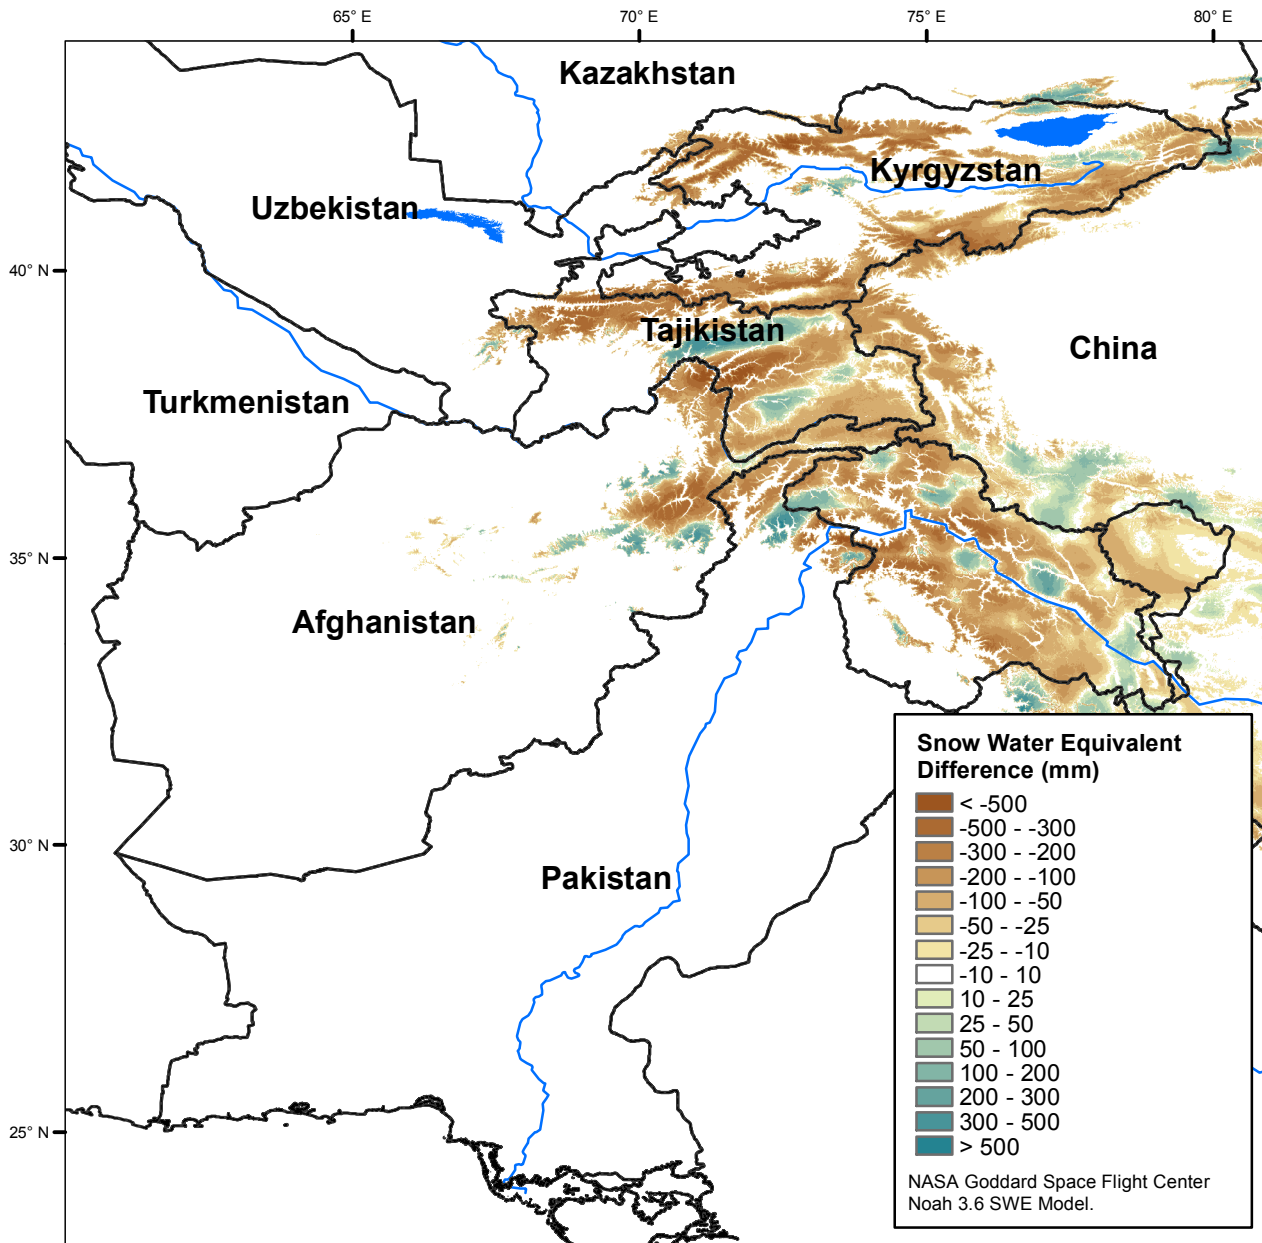 65° E
70° E
75° E
80° E
Kazakhstan
Kyrgyzstan
Uzbekistan
40° N
Tajikistan
China
Turkmenistan
35° N
Afghanistan
Snow Water Equivalent
Difference (mm)
< -500
-500 - -300
-300 - -200
-200 - -100
-100 - -50
-50 - -25
-25 - -10
-10 - 10
10 - 25
25 - 50
50 - 100
100 - 200
200 - 300
300 - 500
> 500
NASA Goddard Space Flight Center
Noah 3.6 SWE Model.
30° N
Pakistan
25° N